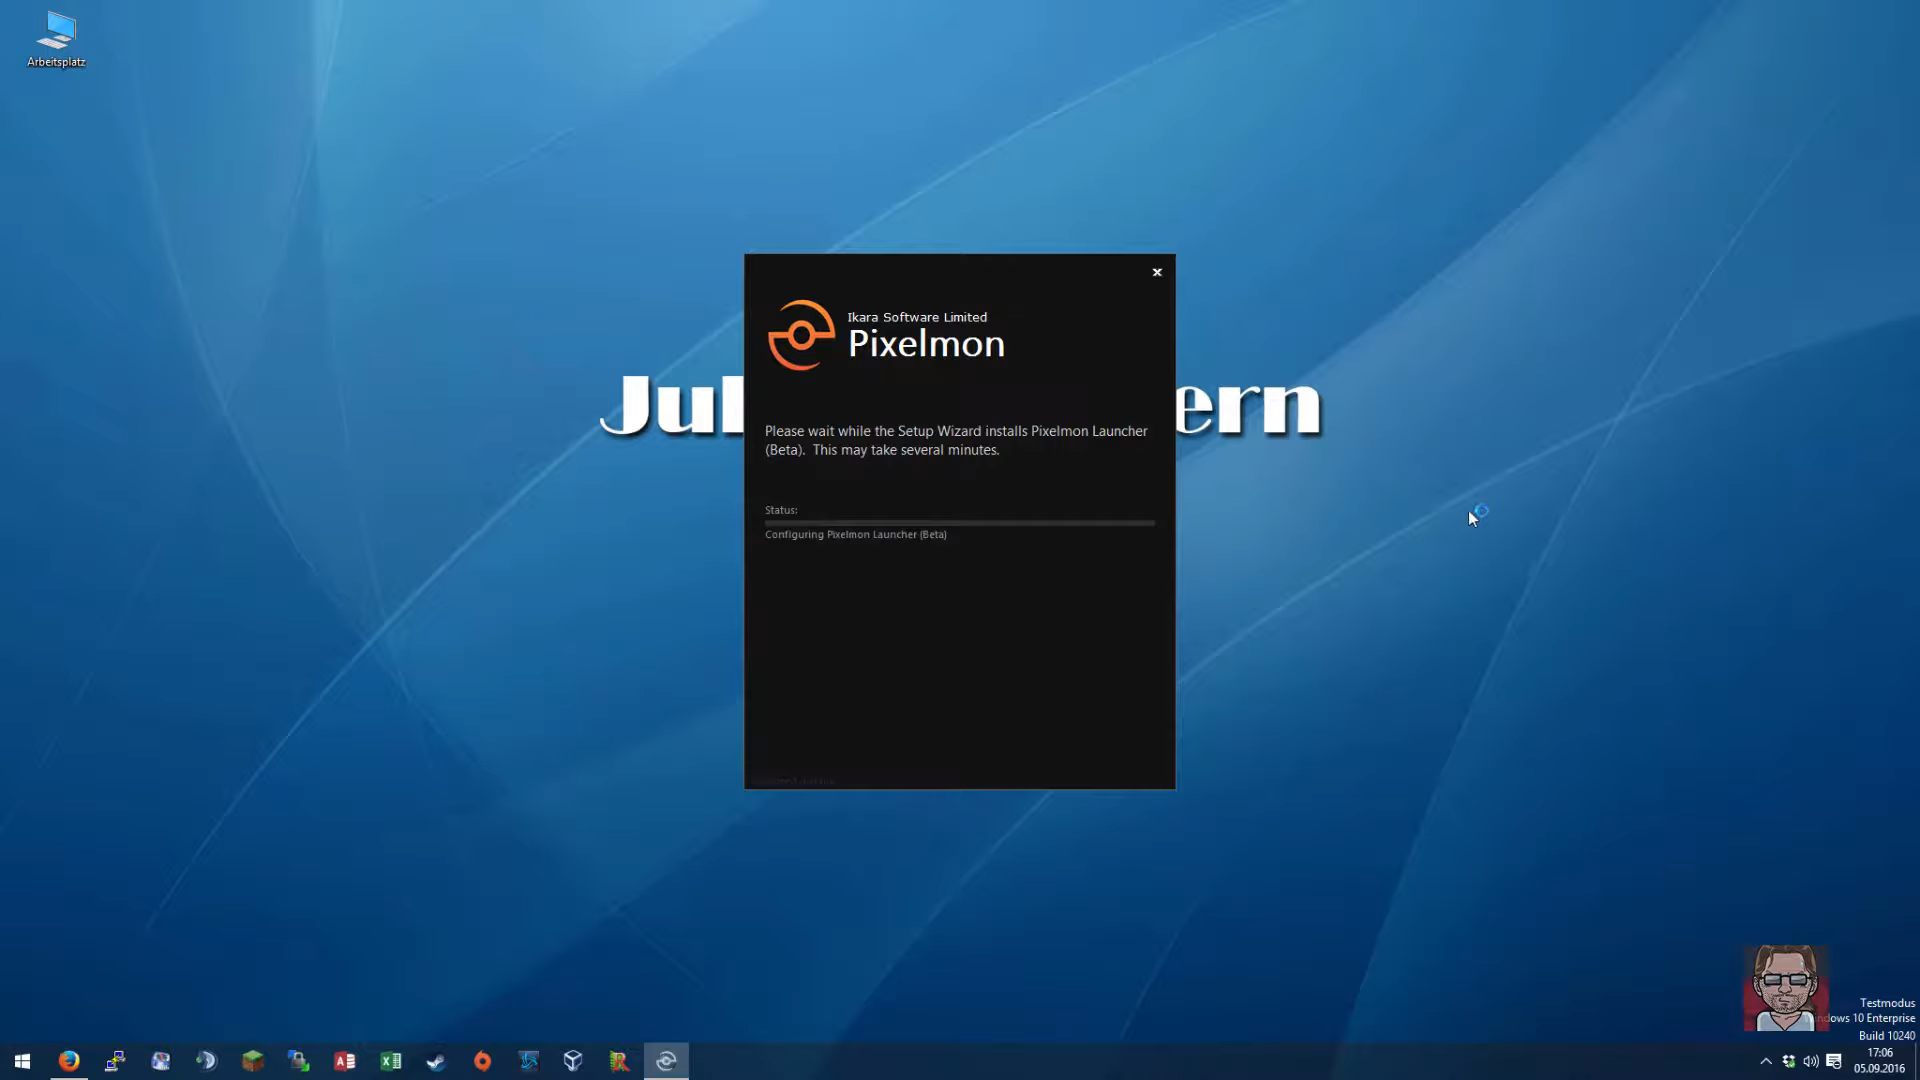 Arbeitsplatz
Ikara Software Limited
Pixelmon
Jul
ern
Please wait while the Setup Wizard installs Pixelmon Launcher
(Beta). This may take several minutes.
Status:
Configuring Pixelmon Launcher (Beta)
Testmodus
ndows 10 Enterprise
Build 10240
17:06
05.09.2016